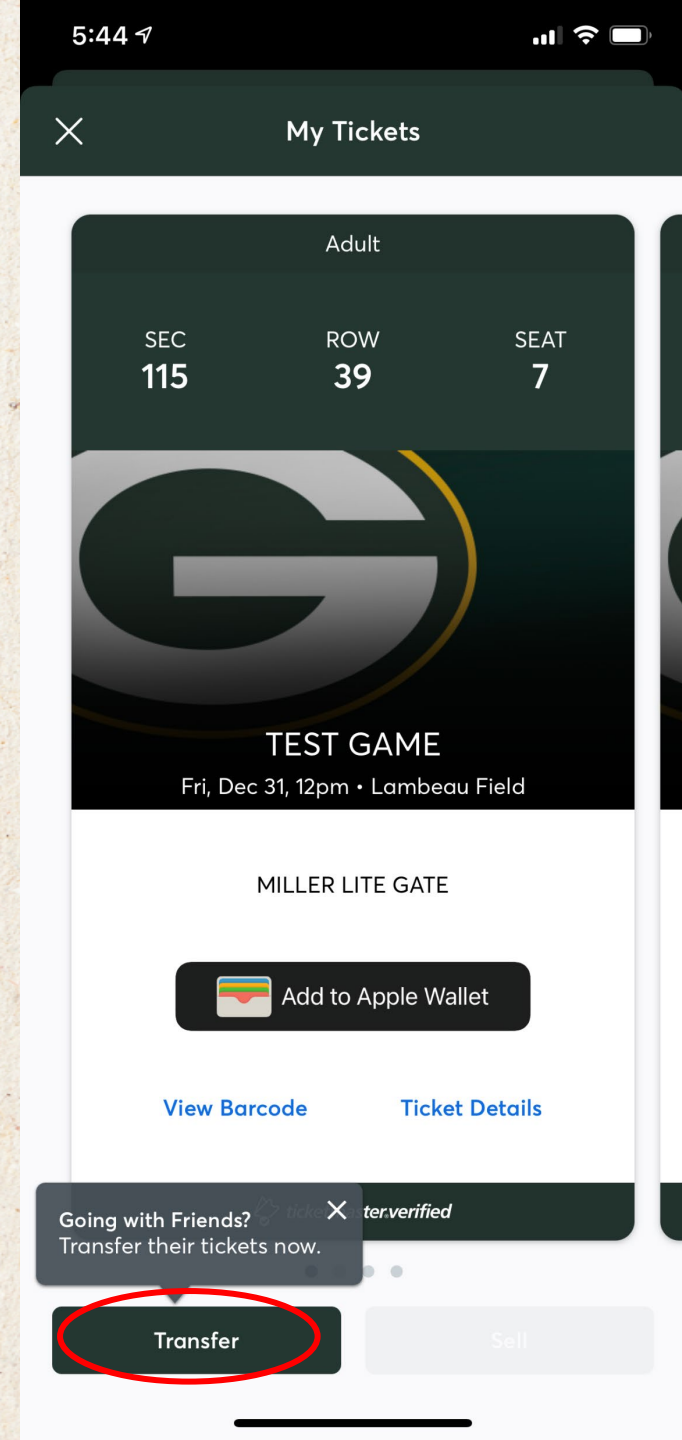 5:44
My Tickets
Adult
SEC ROW SEAT
115 39 7
G
TEST GAME
Fri, Dec 31, 12pm • Lambeau Field
MILLER LITE GATE
Add to Apple Wallet
View Barcode Ticket Details
Going with Friends?
Transfer their tickets now.
verified
Transfer Sell